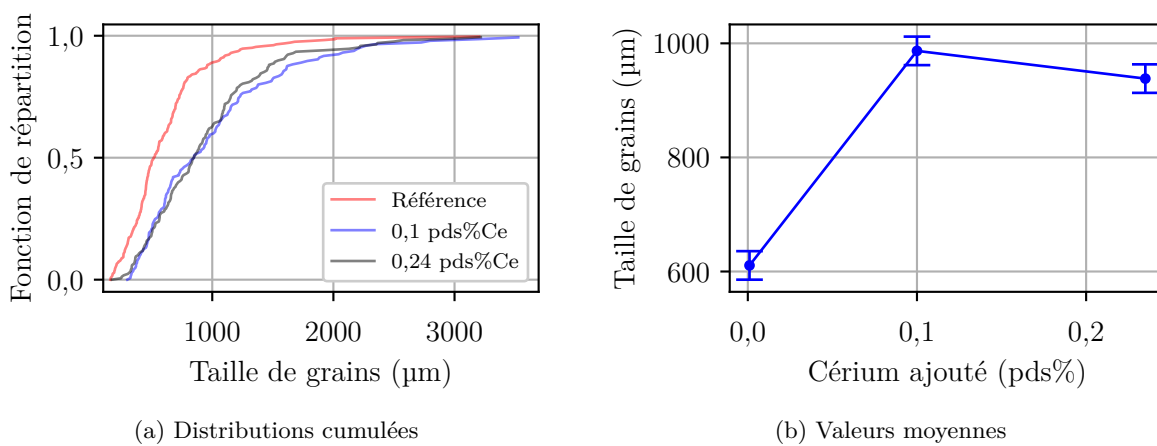 Fonction de répartition
1,0
0,5
0,0
Référence
0,1 pds%Ce
0,24 pds%Ce
1000 2000 3000
Taille de grains (µm)
(a) Distributions cumulées
Taille de grains (µm)
1000
800
600
0,0 0,1 0,2
Cérium ajouté (pds%)
(b) Valeurs moyennes